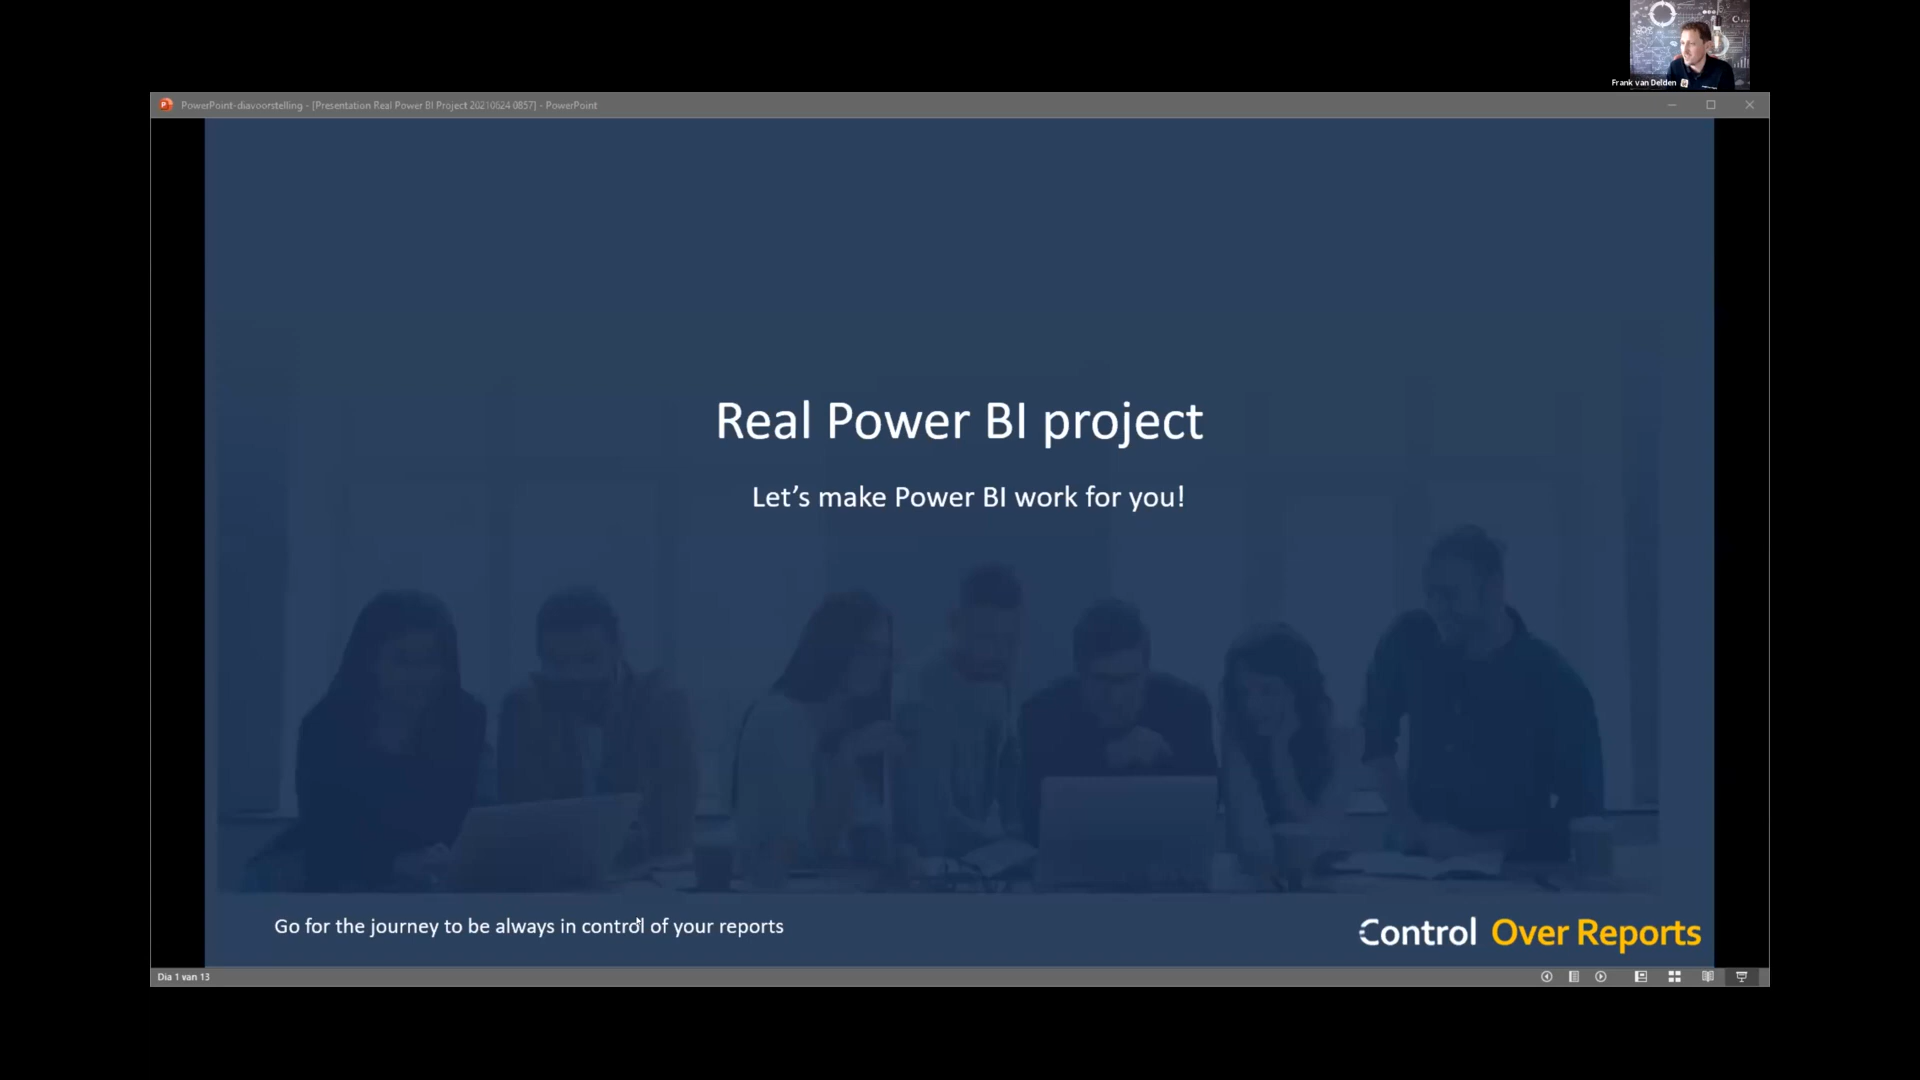 Frank van Delden
PowerPoint-diavoorstelling - [Presentation Real Power BI Project 20210624 0857] - PowerPoint
Real Power BI project
Let's make Power BI work for you!
Go for the journey to be always in control of your reports
Control Over Reports
Dia 1 van 13